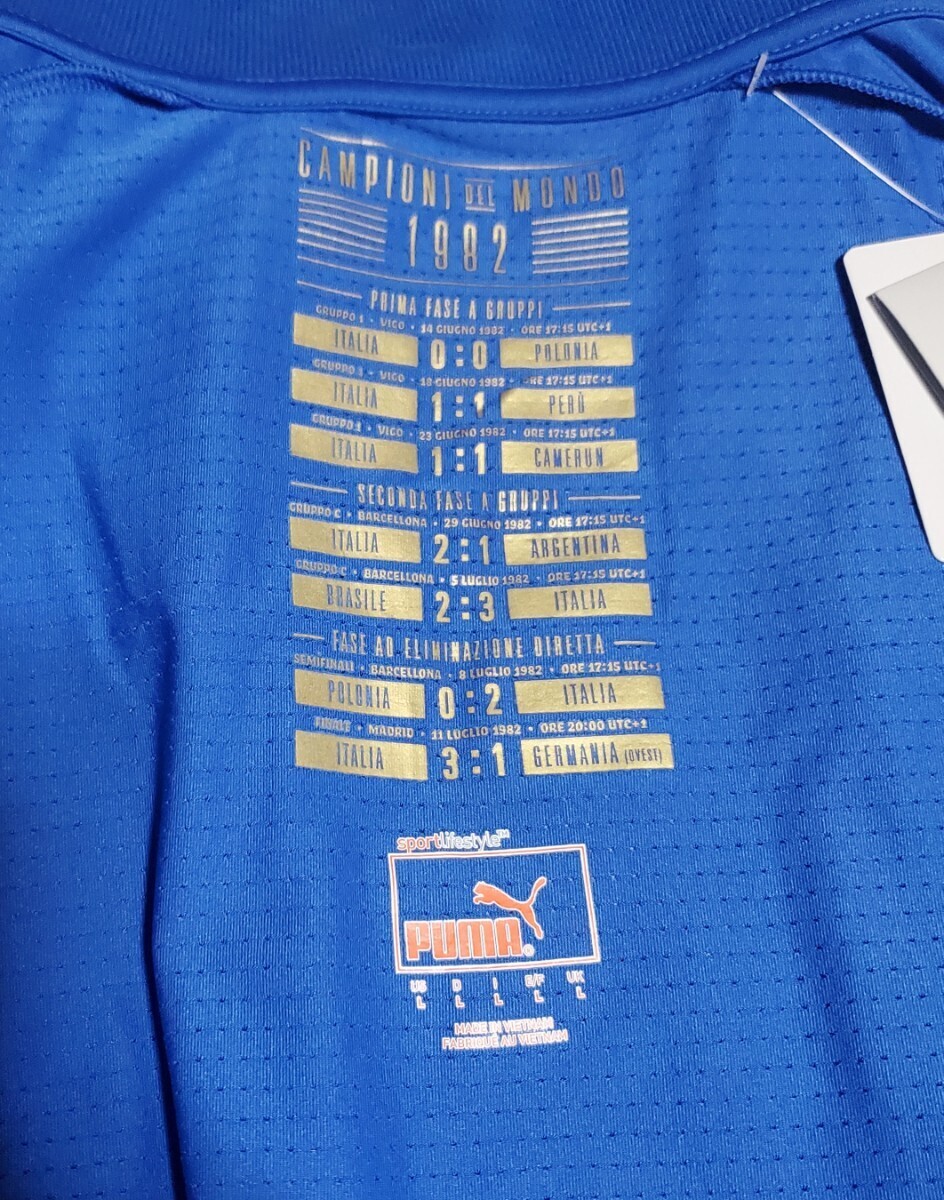 CAMPIONI DEL MONDO
1982
PRIMA FASE A GRUPPI
GRUPPO 1 • VIGO • 14 GIUGNO 1982 • ORE 17:15 UTC+1
ITALIA 0:0 POLONIA
GRUPPO 1 • VIGO • 18 GIUGNO 1982 • ORE 17:15 UTC+1
ITALIA 1:1 PERÙ
GRUPPO 1 • VIGO • 23 GIUGNO 1982 • ORE 17:15 UTC+1
ITALIA 1:1 CAMERUN
SECONDA FASE A GRUPPI
GRUPPO C • BARCELLONA • 29 GIUGNO 1982 • ORE 17:15 UTC+1
ITALIA 2:1 ARGENTINA
GRUPPO C • BARCELLONA • 5 LUGLIO 1982 • ORE 17:15 UTC+1
BRASILE 2:3 ITALIA
FASE AD ELIMINAZIONE DIRETTA
SEMIFINALI • BARCELLONA • 8 LUGLIO 1982 • ORE 17:15 UTC+1
POLONIA 0:2 ITALIA
FINALE • MADRID • 11 LUGLIO 1982 • ORE 20:00 UTC+1
ITALIA 3:1 GERMANIA (OVEST)
sportlifestyle™
PUMA®
US D I E/F UK
L L L L L
MADE IN VIETNAM
FABRIQUÉ AU VIETNAM